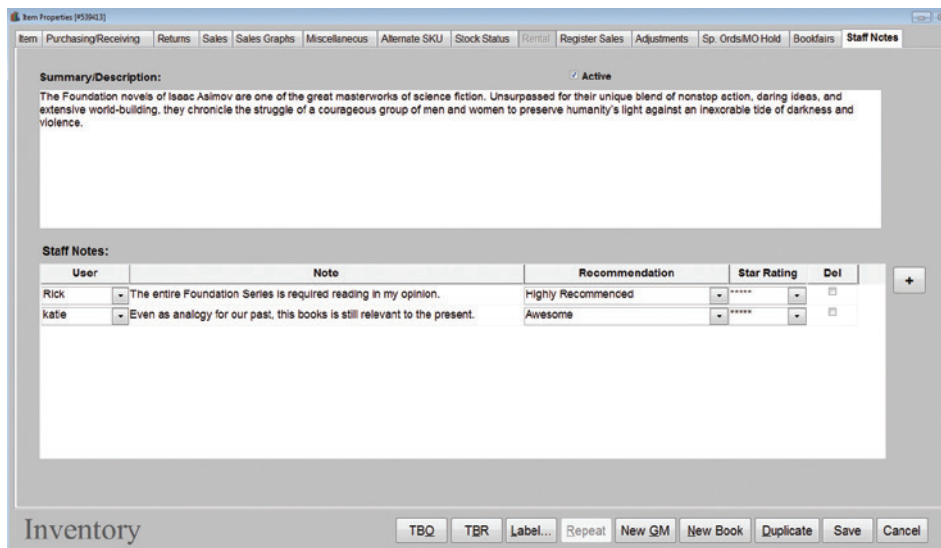 Item Properties [#539413]
Item Purchasing/Receiving Returns Sales Sales Graphs Miscellaneous Alternate SKU Stock Status Rental Register Sales Adjustments Sp. Ords\MO Hold Bookfairs Staff Notes
Summary/Description: Active
The Foundation novels of Isaac Asimov are one of the great masterworks of science fiction. Unsurpassed for their unique blend of nonstop action, daring ideas, and
extensive world-building, they chronicle the struggle of a courageous group of men and women to preserve humanity's light against an inexorable tide of darkness and
violence.
Staff Notes:
User Note Recommendation Star Rating Del
Rick The entire Foundation Series is required reading in my opinion. Highly Recommended *****
katie Even as analogy for our past, this books is still relevant to the present. Awesome *****
+
Inventory TBO TBR Label... Repeat New GM New Book Duplicate Save Cancel